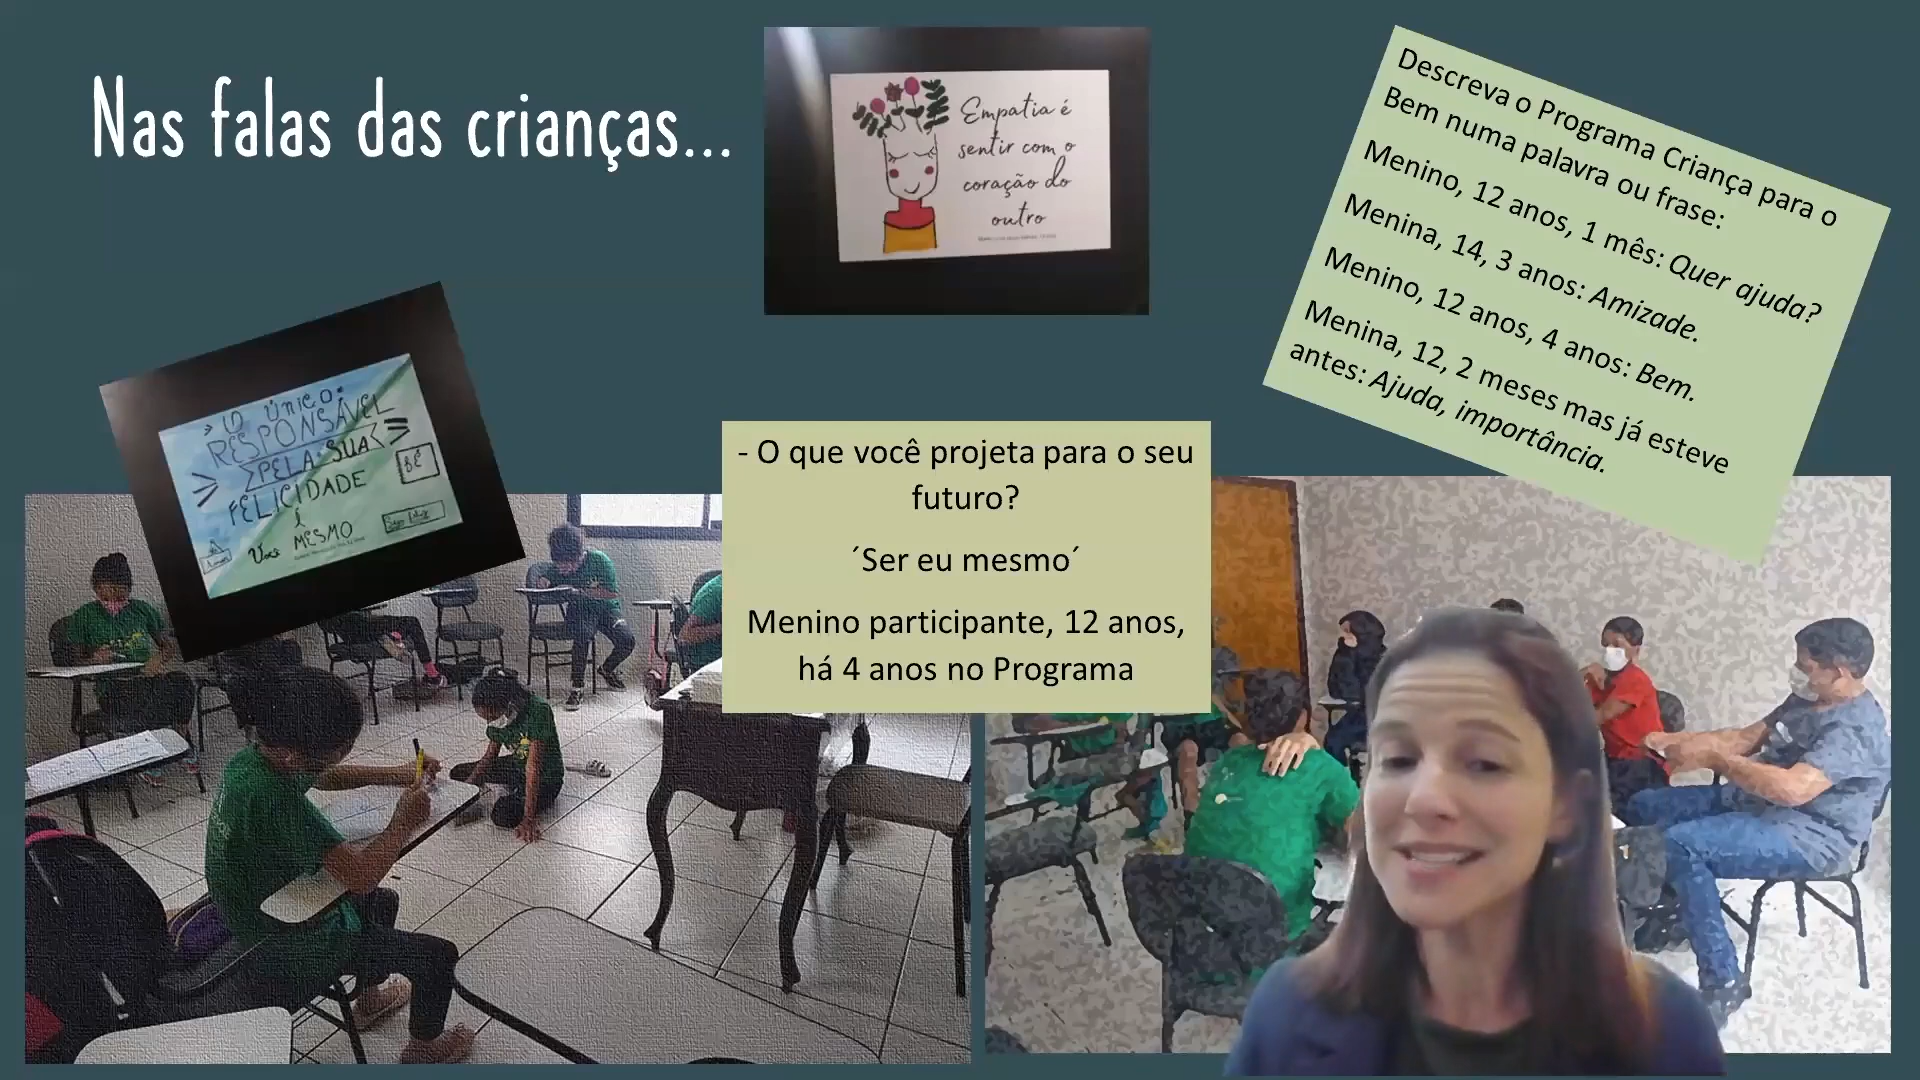 Nas falas das crianças...
Empatia é
sentir com o
coração do
outro
Descreva o Programa Criança para o
Bem numa palavra ou frase:
Menino, 12 anos, 1 mês: Quer ajuda?
Menina, 14, 3 anos: Amizade.
Menino, 12 anos, 4 anos: Bem.
Menina, 12, 2 meses mas já esteve
antes: Ajuda, importância.
O único
RESPONSÁVEL
PELA SUA
FELICIDADE
é
Você MESMO
- O que você projeta para o seu
futuro?
´Ser eu mesmo´
Menino participante, 12 anos,
há 4 anos no Programa